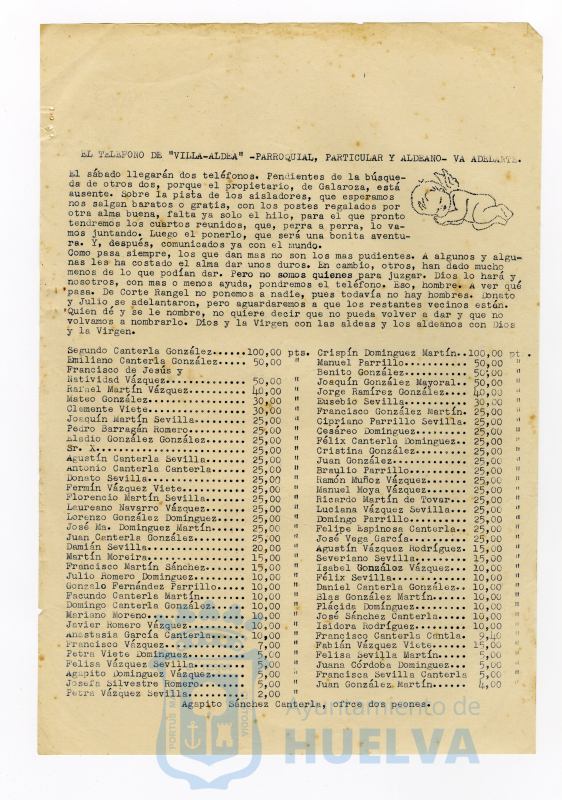 EL TELEFONO DE "VILLA-ALDEA" -PARROQUIAL, PARTICULAR Y ALDEANO- VA ADELANTE.
El sábado llegarán dos teléfonos. Pendientes de la búsque-
da de otros dos, porque el propietario, de Galaroza, está
ausente. Sobre la pista de los aisladores, que esperamos
nos salgan baratos o gratis, con los postes regalados por
otra alma buena, falta ya solo el hilo, para el que pronto
tendremos los cuartos reunidos, que, perra a perra, lo va-
mos juntando. Luego el ponerlo, que será una bonita aventu-
ra. Y, después, comunicados ya con el mundo.
Como pasa siempre, los que dan mas no son los mas pudientes. A algunos y algu-
nas les ha costado el alma dar unos duros. En cambio, otros, han dado mucho
menos de lo que podían dar. Pero no somos quienes para juzgar. Dios lo hará y
nosotros, con mas o menos ayuda, pondremos el teléfono. Eso, hombre. A ver qué
pasa. De Corte Rangel no ponemos a nadie, pues todavía no hay hombres. Donato
y Julio se adelantaron, pero aguardaremos a que los restantes vecinos estén.
Quien dé y se le nombre, no quiere decir que no pueda volver a dar y que no
volvamos a nombrarlo. Dios y la Virgen con las aldeas y los aldeanos con Dios
y la Virgen.
Segundo Canterla González......100,00 pts.
Emiliano Canterla González..... 50,00 "
Francisco de Jesús y
Natividad Vázquez.............. 50,00 "
Rafael Martín Vázquez.......... 40,00 "
Mateo González................. 30,00 "
Clemente Viete................. 30,00 "
Joaquín Martín Sevilla......... 25,00 "
Pedro Barragán Romero.......... 25,00 "
Eladio González González....... 25,00 "
Sr. X.......................... 25,00 "
Agustín Canterla Sevilla....... 25,00 "
Antonio Canterla Canterla...... 25,00 "
Donato Sevilla................. 25,00 "
Fermín Vázquez Viete........... 25,00 "
Florencio Martín Sevilla....... 25,00 "
Laureano Navarro Vázquez....... 25,00 "
Lorenzo González Domínguez..... 25,00 "
José Ma. Domínguez Martín...... 25,00 "
Juan Canterla González......... 25,00 "
Damián Sevilla................. 20,00 "
Martín Moreira................. 15,00 "
Francisco Martín Sánchez....... 15,00 "
Julio Romero Domínguez......... 10,00 "
Gonzalo Fernández Parrillo..... 10,00 "
Facundo Canterla Martín........ 10,00 "
Domingo Canterla González...... 10,00 "
Mariano Moreno................. 10,00 "
Javier Romero Vázquez.......... 10,00 "
Anastasia García Canterla...... 10,00 "
Francisco Vázquez.............. 7,00 "
Petra Viete Domínguez.......... 5,00 "
Felisa Vázquez Sevilla......... 5,00 "
Agapito Domínguez Vázquez...... 5,00 "
Josefa Silvestre Romero........ 5,00 "
Petra Vázquez Sevilla.......... 2,00 "
Crispín Domínguez Martín..100,00 pt.
Manuel Parrillo........... 50,00 "
Benito González........... 50,00 "
Joaquín González Mayoral.. 50,00 "
Jorge Ramírez González.... 40,00 "
Eusebio Sevilla........... 30,00 "
Francisco González Martín. 25,00 "
Cipriano Parrillo Sevilla. 25,00 "
Cesáreo Domínguez......... 25,00 "
Félix Canterla Domínguez.. 25,00 "
Cristina González......... 25,00 "
Juan González............. 25,00 "
Braulio Parrillo.......... 25,00 "
Ramón Muñoz Vázquez....... 25,00 "
Manuel Moya Vázquez....... 25,00 "
Ricardo Martín de Tovar... 25,00 "
Luciana Vázquez Sevilla... 25,00 "
Domingo Parrillo.......... 25,00 "
Felipe Espinosa Canterla.. 25,00 "
José Vega García.......... 25,00 "
Agustín Vázquez Rodríguez. 15,00 "
Severiano Sevilla......... 15,00 "
Isabel González Vázquez... 10,00 "
Félix Sevilla............. 10,00 "
Daniel Canterla González.. 10,00 "
Blas González Martín...... 10,00 "
Plácida Domínguez......... 10,00 "
José Sánchez Canterla..... 10,00 "
Isidora Rodríguez......... 10,00 "
Francisco Canterla Cantla. 9,40 "
Fabián Vázquez Viete...... 15,00 "
Felisa Sevilla Martín..... 5,00 "
Juana Córdoba Domínguez... 5,00 "
Francisca Sevilla Canterla 5,00 "
Juan González Martín...... 4,00 "
Agapito Sánchez Canterla, ofrce dos peones.
Ayuntamiento de
HUELVA